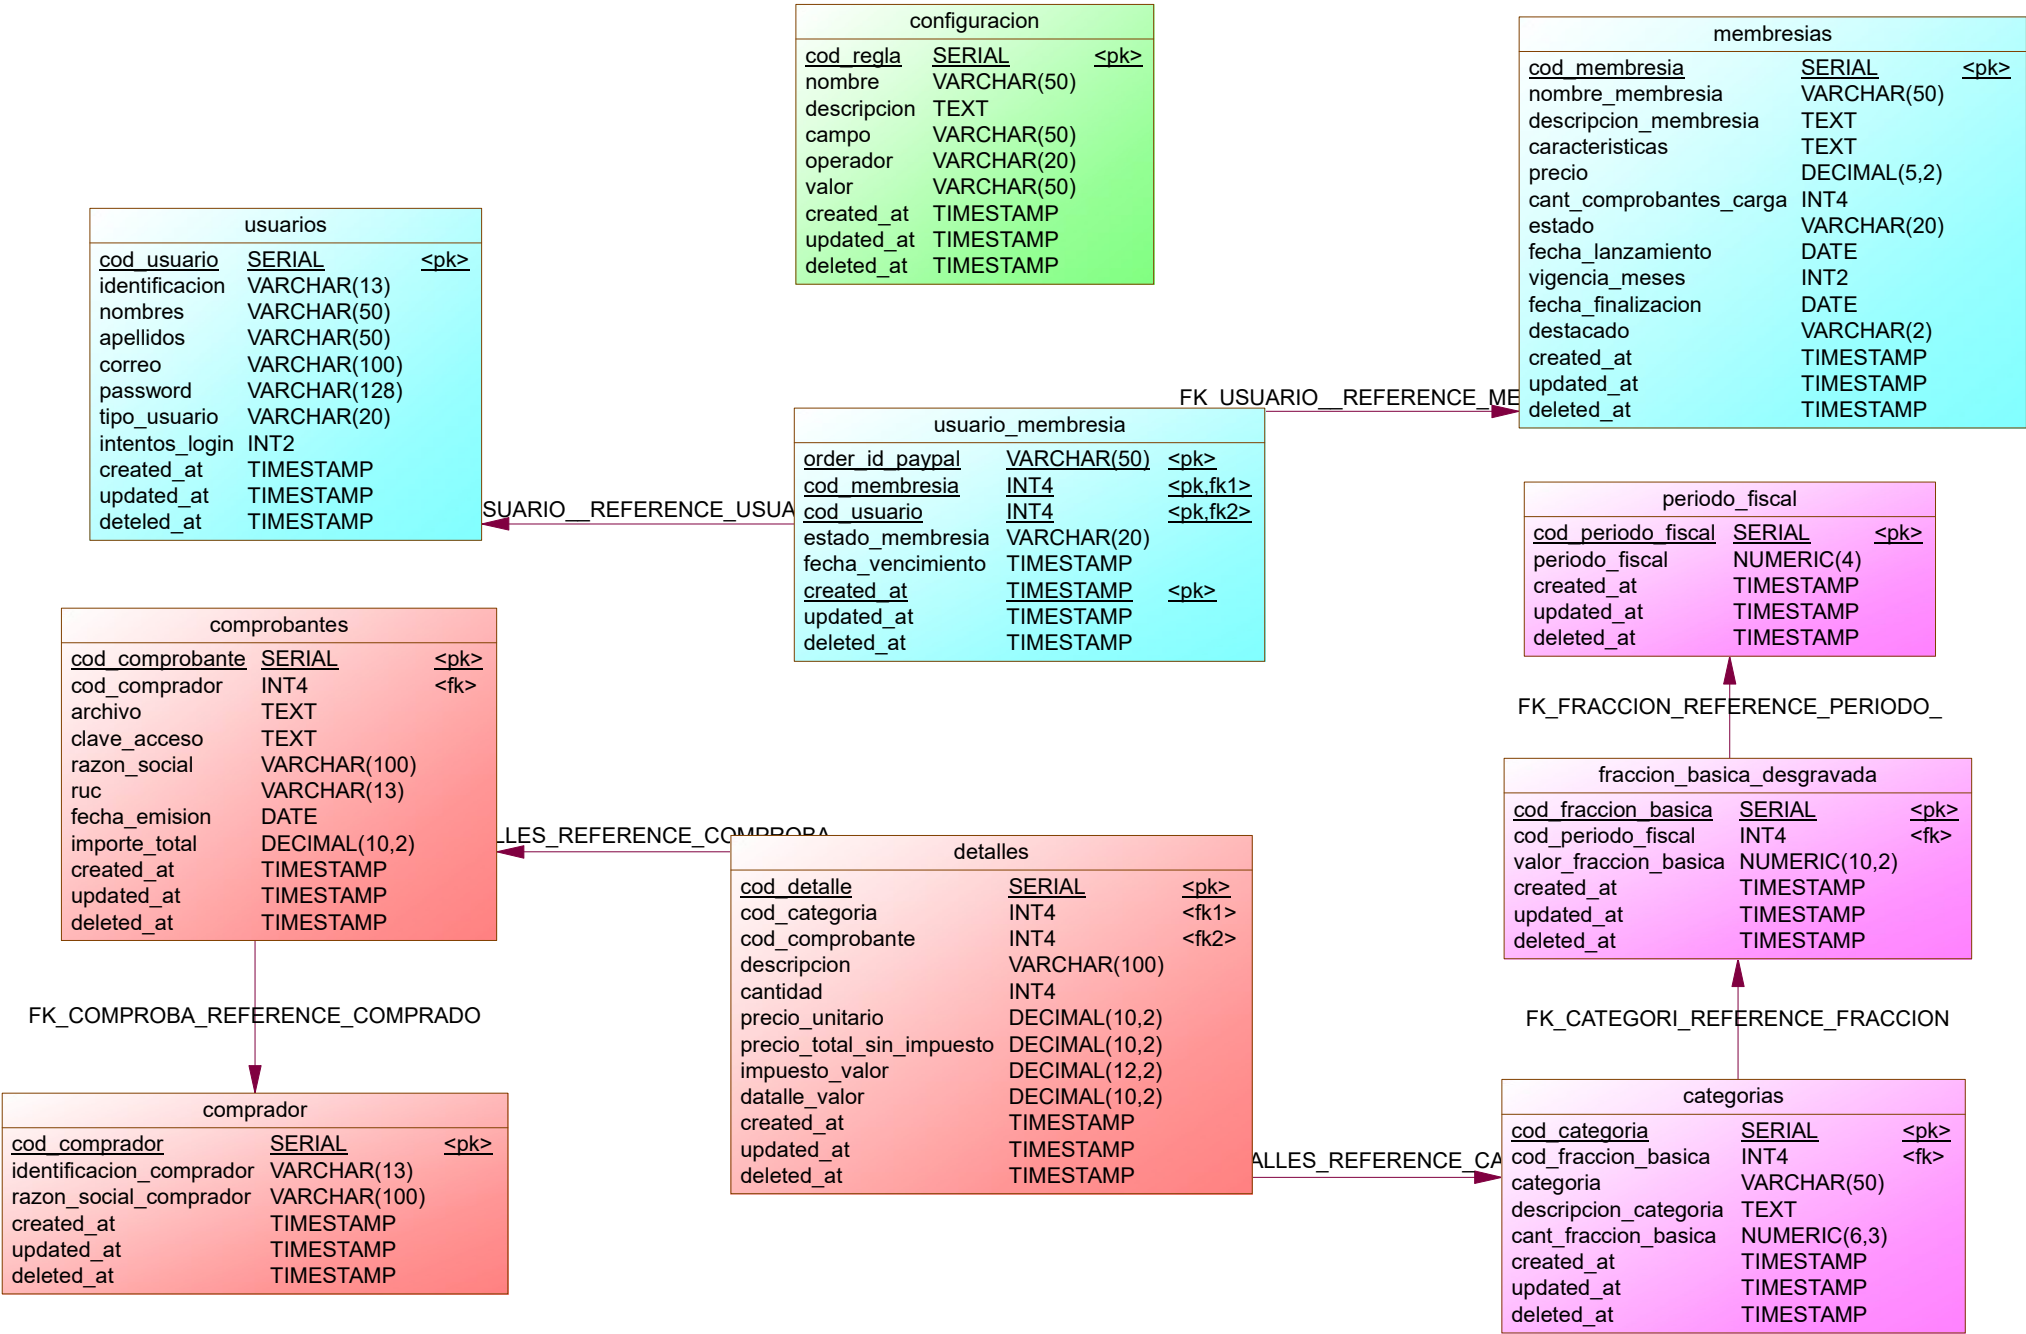 configuracion
cod_regla SERIAL <pk>
nombre VARCHAR(50)
descripcion TEXT
campo VARCHAR(50)
operador VARCHAR(20)
valor VARCHAR(50)
created_at TIMESTAMP
updated_at TIMESTAMP
deleted_at TIMESTAMP
membresias
cod_membresia SERIAL <pk>
nombre_membresia VARCHAR(50)
descripcion_membresia TEXT
caracteristicas TEXT
precio DECIMAL(5,2)
cant_comprobantes_carga INT4
estado VARCHAR(20)
fecha_lanzamiento DATE
vigencia_meses INT2
fecha_finalizacion DATE
destacado VARCHAR(2)
created_at TIMESTAMP
updated_at TIMESTAMP
deleted_at TIMESTAMP
usuarios
cod_usuario SERIAL <pk>
identificacion VARCHAR(13)
nombres VARCHAR(50)
apellidos VARCHAR(50)
correo VARCHAR(100)
password VARCHAR(128)
tipo_usuario VARCHAR(20)
intentos_login INT2
created_at TIMESTAMP
updated_at TIMESTAMP
deteled_at TIMESTAMP
FK_USUARIO__REFERENCE_ME
SUARIO__REFERENCE_USUA
usuario_membresia
order_id_paypal VARCHAR(50) <pk>
cod_membresia INT4 <pk,fk1>
cod_usuario INT4 <pk,fk2>
estado_membresia VARCHAR(20)
fecha_vencimiento TIMESTAMP
created_at TIMESTAMP <pk>
updated_at TIMESTAMP
deleted_at TIMESTAMP
periodo_fiscal
cod_periodo_fiscal SERIAL <pk>
periodo_fiscal NUMERIC(4)
created_at TIMESTAMP
updated_at TIMESTAMP
deleted_at TIMESTAMP
FK_FRACCION_REFERENCE_PERIODO_
comprobantes
cod_comprobante SERIAL <pk>
cod_comprador INT4 <fk>
archivo TEXT
clave_acceso TEXT
razon_social VARCHAR(100)
ruc VARCHAR(13)
fecha_emision DATE
importe_total DECIMAL(10,2)
created_at TIMESTAMP
updated_at TIMESTAMP
deleted_at TIMESTAMP
LLES_REFERENCE_COMPROBA
fraccion_basica_desgravada
cod_fraccion_basica SERIAL <pk>
cod_periodo_fiscal INT4 <fk>
valor_fraccion_basica NUMERIC(10,2)
created_at TIMESTAMP
updated_at TIMESTAMP
deleted_at TIMESTAMP
detalles
cod_detalle SERIAL <pk>
cod_categoria INT4 <fk1>
cod_comprobante INT4 <fk2>
descripcion VARCHAR(100)
cantidad INT4
precio_unitario DECIMAL(10,2)
precio_total_sin_impuesto DECIMAL(10,2)
impuesto_valor DECIMAL(12,2)
datalle_valor DECIMAL(10,2)
created_at TIMESTAMP
updated_at TIMESTAMP
deleted_at TIMESTAMP
FK_COMPROBA_REFERENCE_COMPRADO
FK_CATEGORI_REFERENCE_FRACCION
ALLES_REFERENCE_CA
comprador
cod_comprador SERIAL <pk>
identificacion_comprador VARCHAR(13)
razon_social_comprador VARCHAR(100)
created_at TIMESTAMP
updated_at TIMESTAMP
deleted_at TIMESTAMP
categorias
cod_categoria SERIAL <pk>
cod_fraccion_basica INT4 <fk>
categoria VARCHAR(50)
descripcion_categoria TEXT
cant_fraccion_basica NUMERIC(6,3)
created_at TIMESTAMP
updated_at TIMESTAMP
deleted_at TIMESTAMP